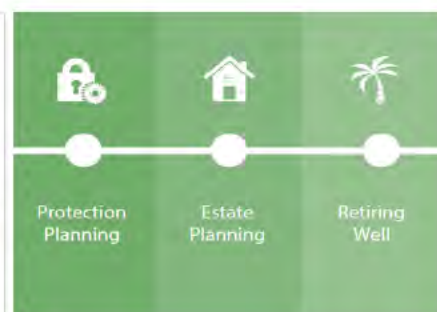 Protection
Planning
Estate
Planning
Retiring
Well